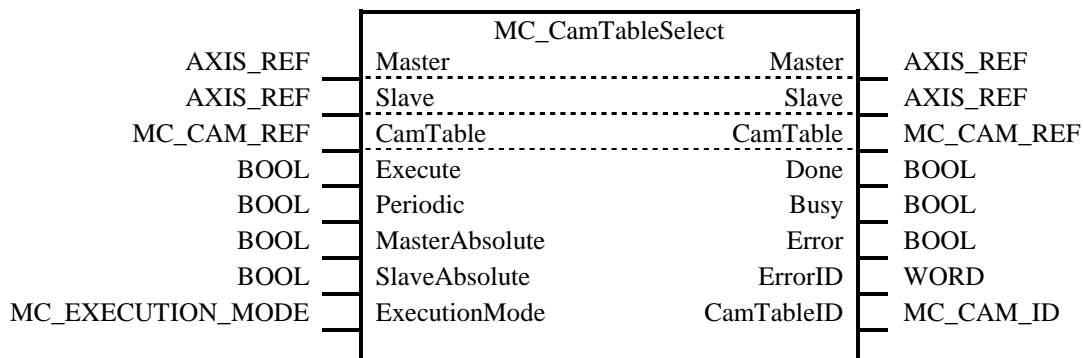 MC_CamTableSelect
AXIS_REF Master Master AXIS_REF
AXIS_REF Slave Slave AXIS_REF
MC_CAM_REF CamTable CamTable MC_CAM_REF
BOOL Execute Done BOOL
BOOL Periodic Busy BOOL
BOOL MasterAbsolute Error BOOL
BOOL SlaveAbsolute ErrorID WORD
MC_EXECUTION_MODE ExecutionMode CamTableID MC_CAM_ID